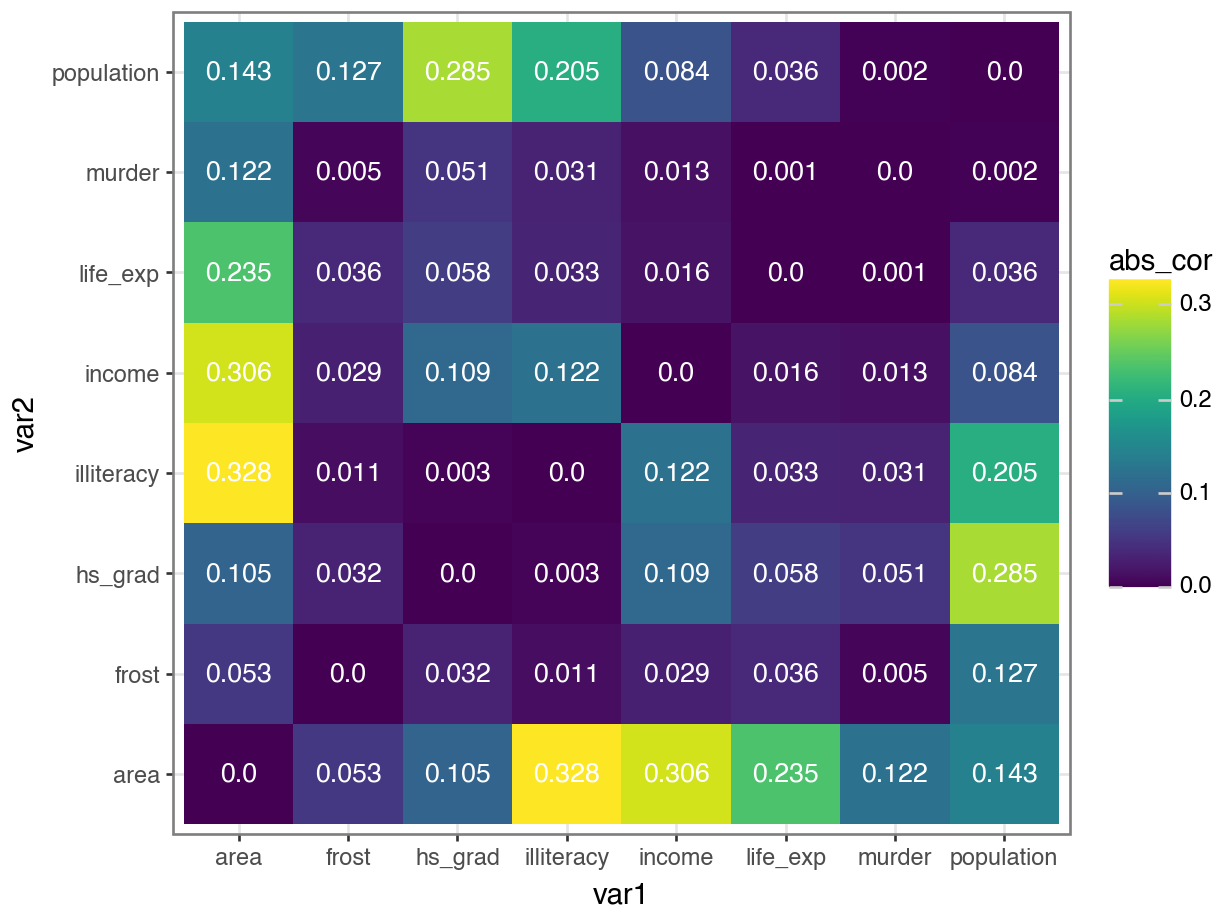 population 0.143 0.127 0.285 0.205 0.084 0.036 0.002 0.0
murder 0.122 0.005 0.051 0.031 0.013 0.001 0.0 0.002
life_exp 0.235 0.036 0.058 0.033 0.016 0.0 0.001 0.036
income 0.306 0.029 0.109 0.122 0.0 0.016 0.013 0.084
illiteracy 0.328 0.011 0.003 0.0 0.122 0.033 0.031 0.205
hs_grad 0.105 0.032 0.0 0.003 0.109 0.058 0.051 0.285
frost 0.053 0.0 0.032 0.011 0.029 0.036 0.005 0.127
area 0.0 0.053 0.105 0.328 0.306 0.235 0.122 0.143
area frost hs_grad illiteracy income life_exp murder population
var1
var2
abs_cor
0.3
0.2
0.1
0.0